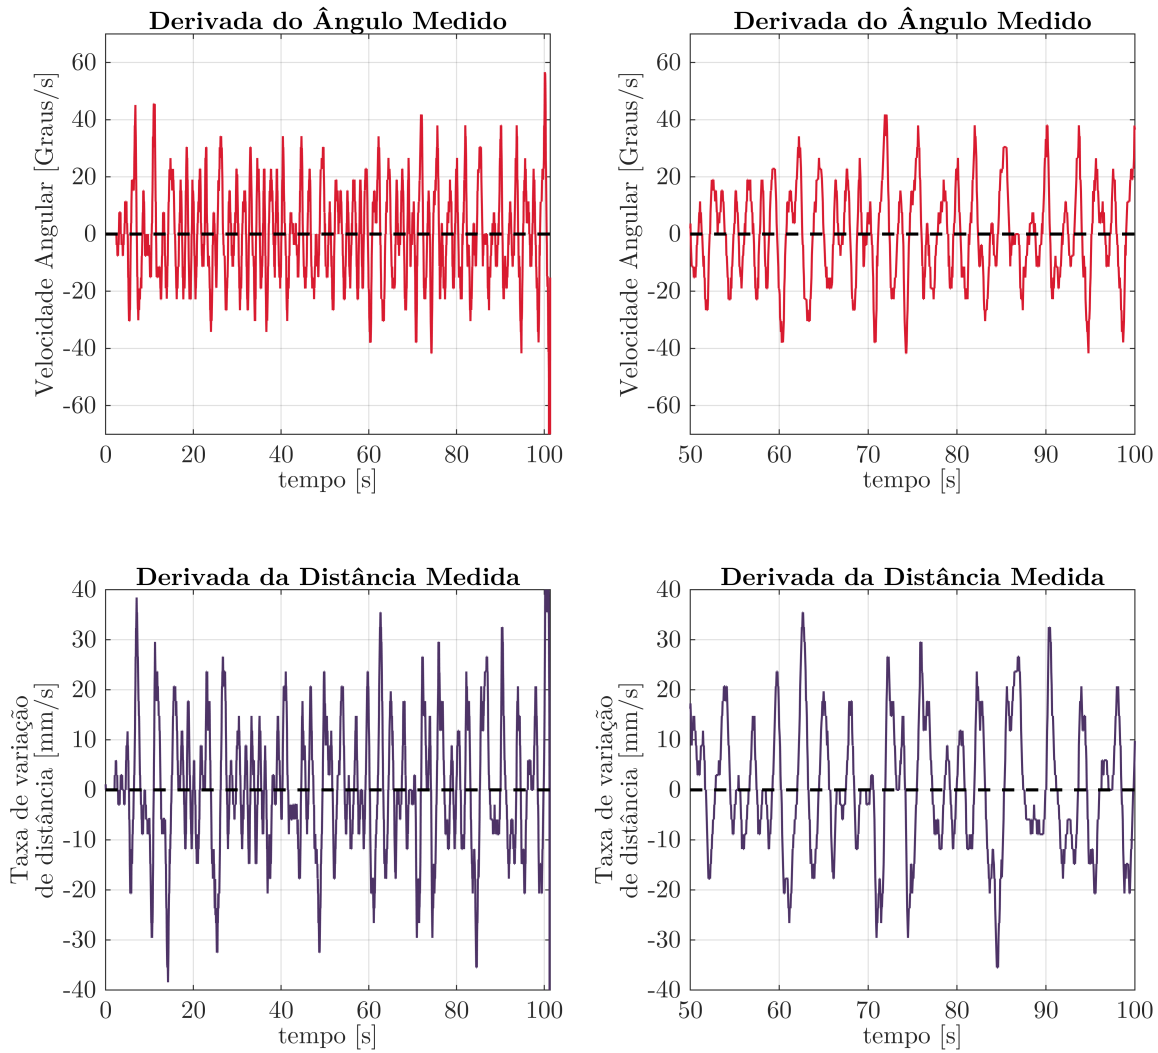 Derivada do Ângulo Medido
Velocidade Angular [Graus/s]
60
40
20
0
-20
-40
-60
0 20 40 60 80 100
tempo [s]
Derivada do Ângulo Medido
Velocidade Angular [Graus/s]
60
40
20
0
-20
-40
-60
50 60 70 80 90 100
tempo [s]
Derivada da Distância Medida
Taxa de variação
de distância [mm/s]
40
30
20
10
0
-10
-20
-30
-40
0 20 40 60 80 100
tempo [s]
Derivada da Distância Medida
Taxa de variação
de distância [mm/s]
40
30
20
10
0
-10
-20
-30
-40
50 60 70 80 90 100
tempo [s]